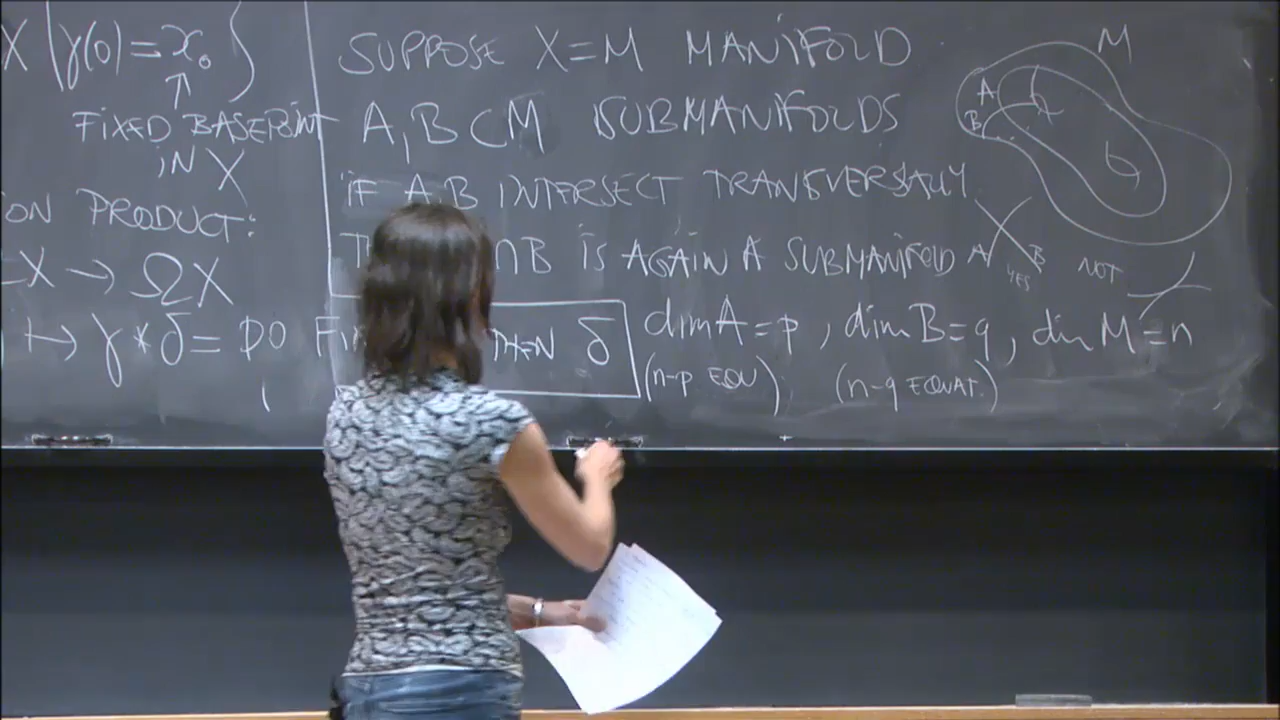 X | γ(0) = x₀ }
↑
FIXED BASEPOINT
IN X
ON PRODUCT:
X → ΩX
↦ γ * δ = DO THEN δ
SUPPOSE X=M MANIFOLD
A, B ⊂ M SUBMANIFOLDS
IF A, B INTERSECT TRANSVERSALLY
∩B IS AGAIN A SUBMANIFOLD
A B YES NOT
dim A = p, dim B = q, dim M = n
(n-p EQU) (n-q EQUAT.)
M
A
B